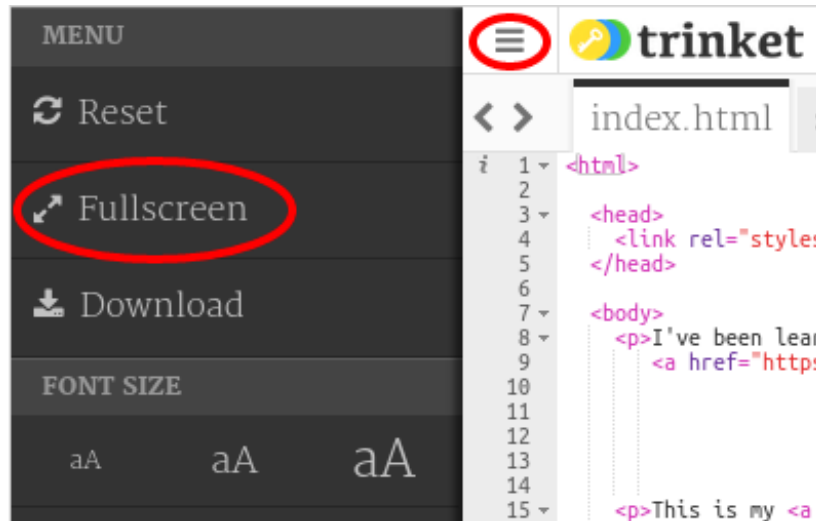 MENU
Reset
Fullscreen
Download
FONT SIZE
aA aA aA
trinket
index.html
i 1 <html>
2
3 <head>
4 <link rel="styles
5 </head>
6
7 <body>
8 <p>I've been lear
9 <a href="https
10
11
12
13
14
15 <p>This is my <a